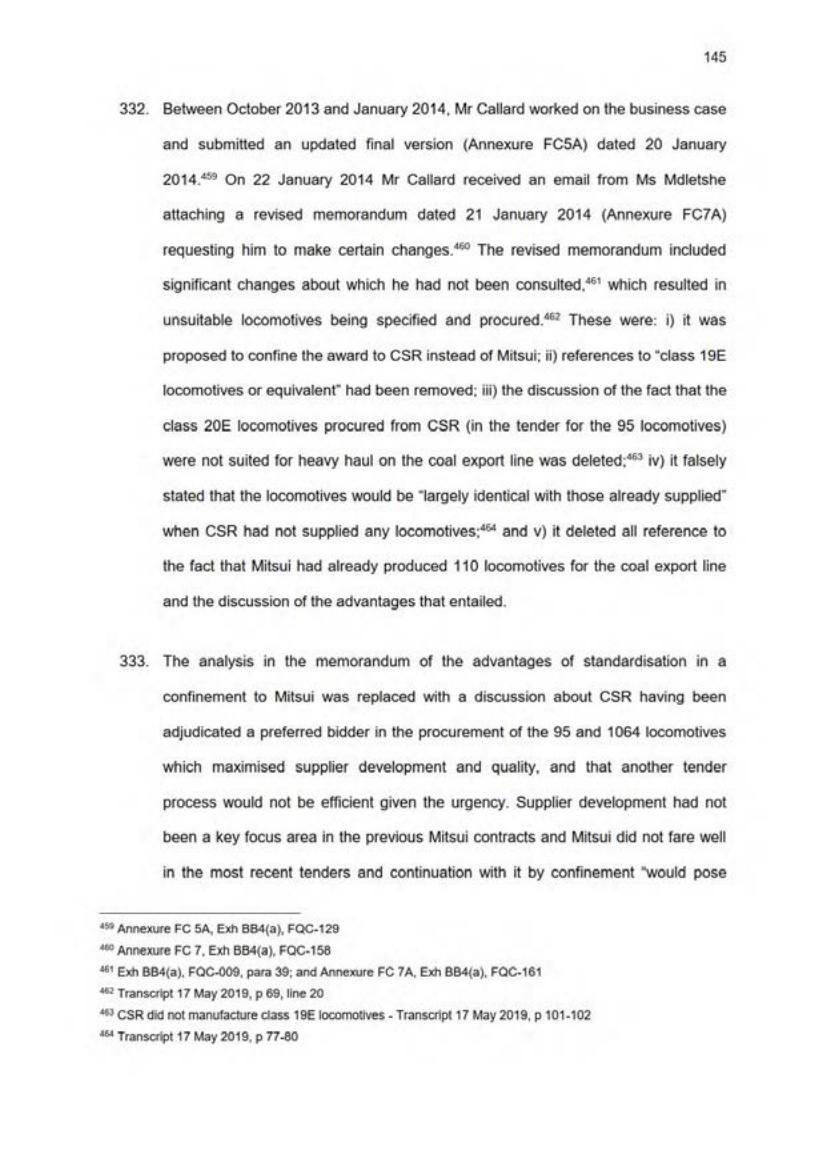 145
332. Between October 2013 and January 2014, Mr Callard worked on the business case
and submitted an updated final version (Annexure FC5A) dated 20 January
2014.459 On 22 January 2014 Mr Callard received an email from Ms Mdletshe
attaching a revised memorandum dated 21 January 2014 (Annexure FC7A)
requesting him to make certain changes.460 The revised memorandum included
significant changes about which he had not been consulted,461 which resulted in
unsuitable locomotives being specified and procured.462 These were: i) it was
proposed to confine the award to CSR instead of Mitsui; ii) references to “class 19E
locomotives or equivalent” had been removed; iii) the discussion of the fact that the
class 20E locomotives procured from CSR (in the tender for the 95 locomotives)
were not suited for heavy haul on the coal export line was deleted;463 iv) it falsely
stated that the locomotives would be “largely identical with those already supplied”
when CSR had not supplied any locomotives;464 and v) it deleted all reference to
the fact that Mitsui had already produced 110 locomotives for the coal export line
and the discussion of the advantages that entailed.
333. The analysis in the memorandum of the advantages of standardisation in a
confinement to Mitsui was replaced with a discussion about CSR having been
adjudicated a preferred bidder in the procurement of the 95 and 1064 locomotives
which maximised supplier development and quality, and that another tender
process would not be efficient given the urgency. Supplier development had not
been a key focus area in the previous Mitsui contracts and Mitsui did not fare well
in the most recent tenders and continuation with it by confinement “would pose
459 Annexure FC 5A, Exh BB4(a), FQC-129
460 Annexure FC 7, Exh BB4(a), FQC-158
461 Exh BB4(a), FQC-009, para 39; and Annexure FC 7A, Exh BB4(a), FQC-161
462 Transcript 17 May 2019, p 69, line 20
463 CSR did not manufacture class 19E locomotives - Transcript 17 May 2019, p 101-102
464 Transcript 17 May 2019, p 77-80